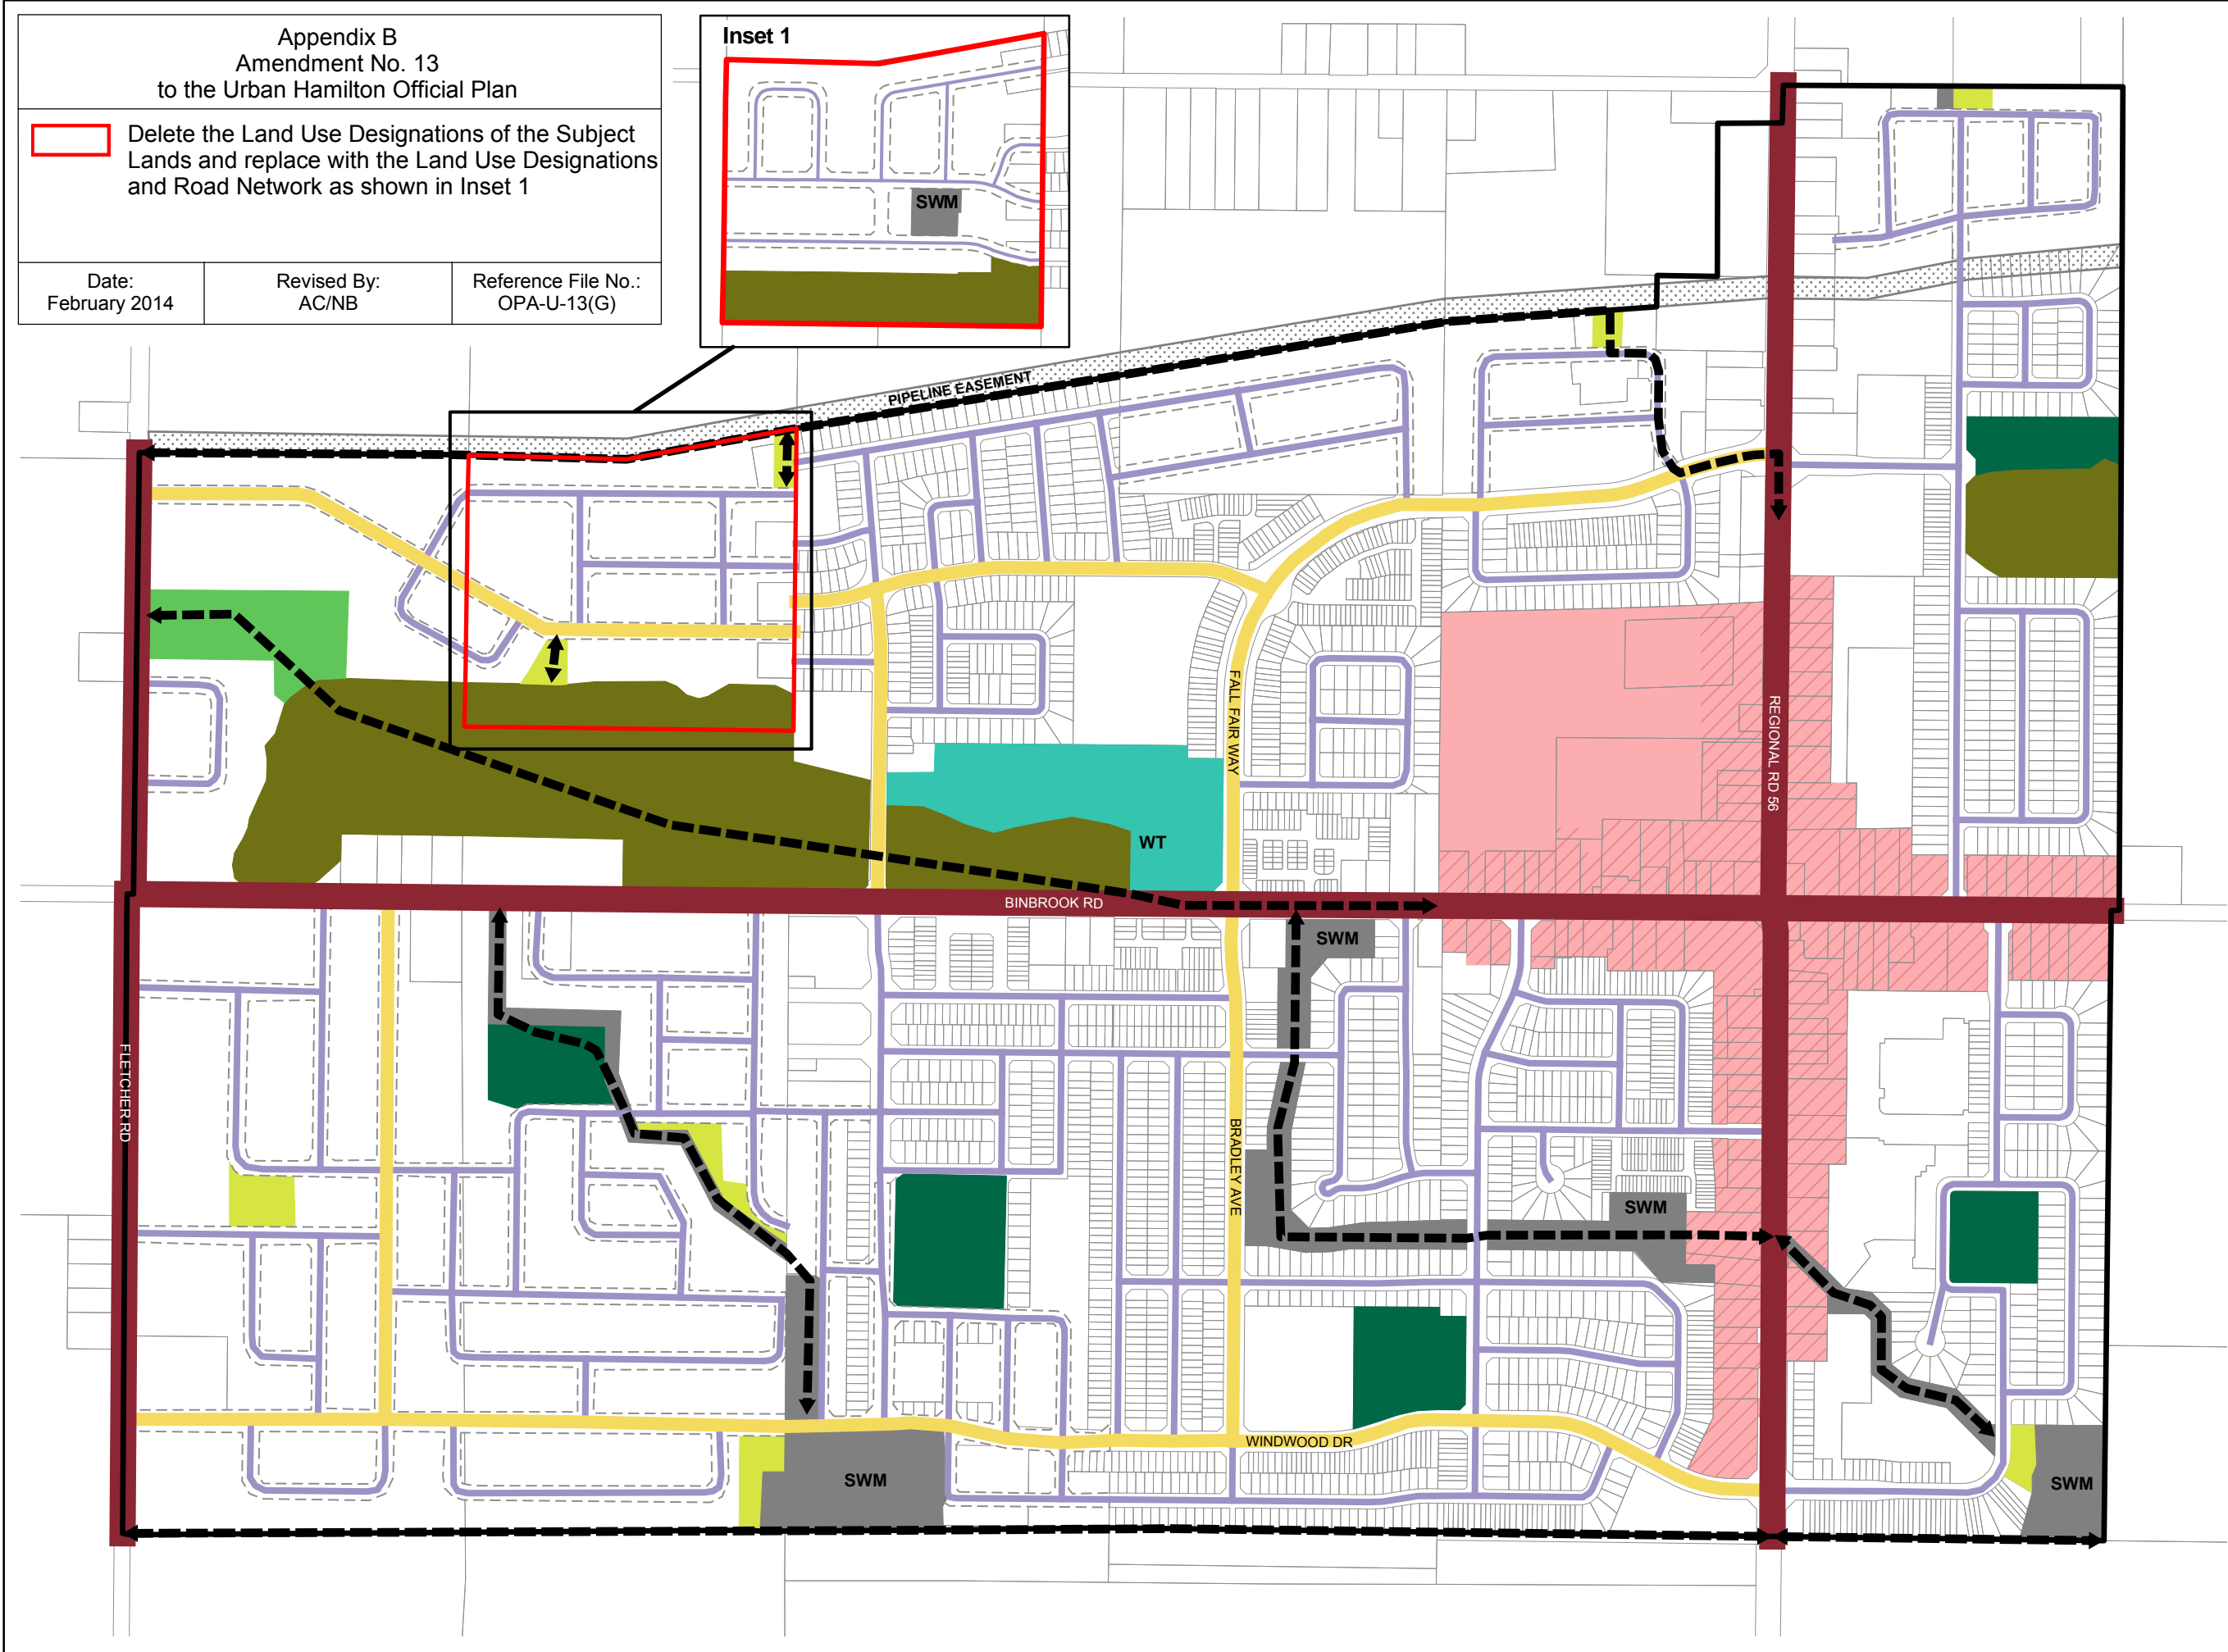 Appendix B
Amendment No. 13
to the Urban Hamilton Official Plan
Delete the Land Use Designations of the Subject
Lands and replace with the Land Use Designations
and Road Network as shown in Inset 1
Date:
February 2014
Revised By:
AC/NB
Reference File No.:
OPA-U-13(G)
Inset 1
SWM
PIPELINE EASEMENT
FALL FAIR WAY
REGIONAL RD 56
WT
BINBROOK RD
SWM
FLETCHER RD
BRADLEY AVE
SWM
WINDWOOD DR
SWM
SWM